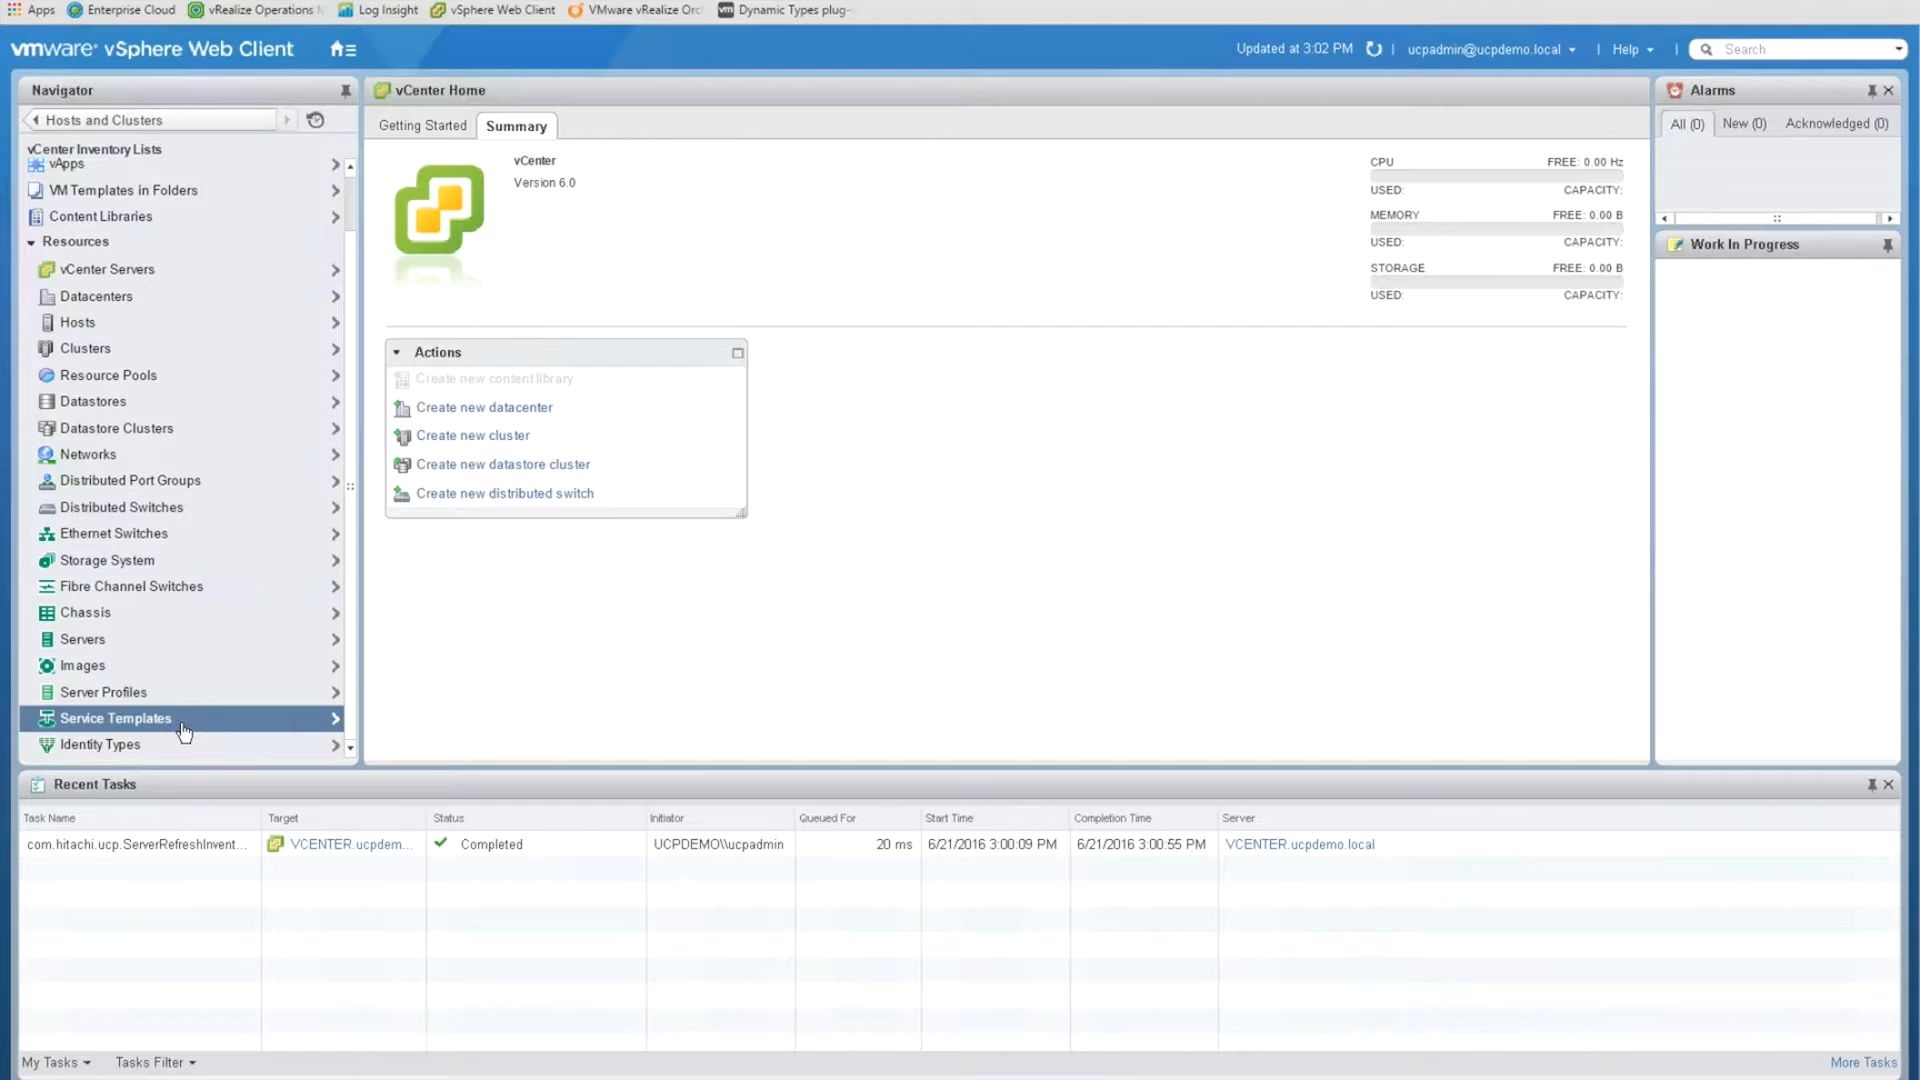 Apps Enterprise Cloud vRealize Operations Log Insight vSphere Web Client VMware vRealize Orc Dynamic Types plug-
vmware vSphere Web Client Updated at 3:02 PM ucpadmin@ucpdemo.local Help Search
Navigator
Hosts and Clusters
vCenter Inventory Lists
vApps
VM Templates in Folders
Content Libraries
Resources
vCenter Servers
Datacenters
Hosts
Clusters
Resource Pools
Datastores
Datastore Clusters
Networks
Distributed Port Groups
Distributed Switches
Ethernet Switches
Storage System
Fibre Channel Switches
Chassis
Servers
Images
Server Profiles
Service Templates
Identity Types
vCenter Home
Getting Started Summary
vCenter
Version 6.0
CPU FREE: 0.00 Hz
USED: CAPACITY:
MEMORY FREE: 0.00 B
USED: CAPACITY:
STORAGE FREE: 0.00 B
USED: CAPACITY:
Actions
Create new content library
Create new datacenter
Create new cluster
Create new datastore cluster
Create new distributed switch
Alarms
All (0) New (0) Acknowledged (0)
Work In Progress
Recent Tasks
Task Name Target Status Initiator Queued For Start Time Completion Time Server
com.hitachi.ucp.ServerRefreshInvent... VCENTER.ucpdem... Completed UCPDEMO\\ucpadmin 20 ms 6/21/2016 3:00:09 PM 6/21/2016 3:00:55 PM VCENTER.ucpdemo.local
My Tasks Tasks Filter More Tasks